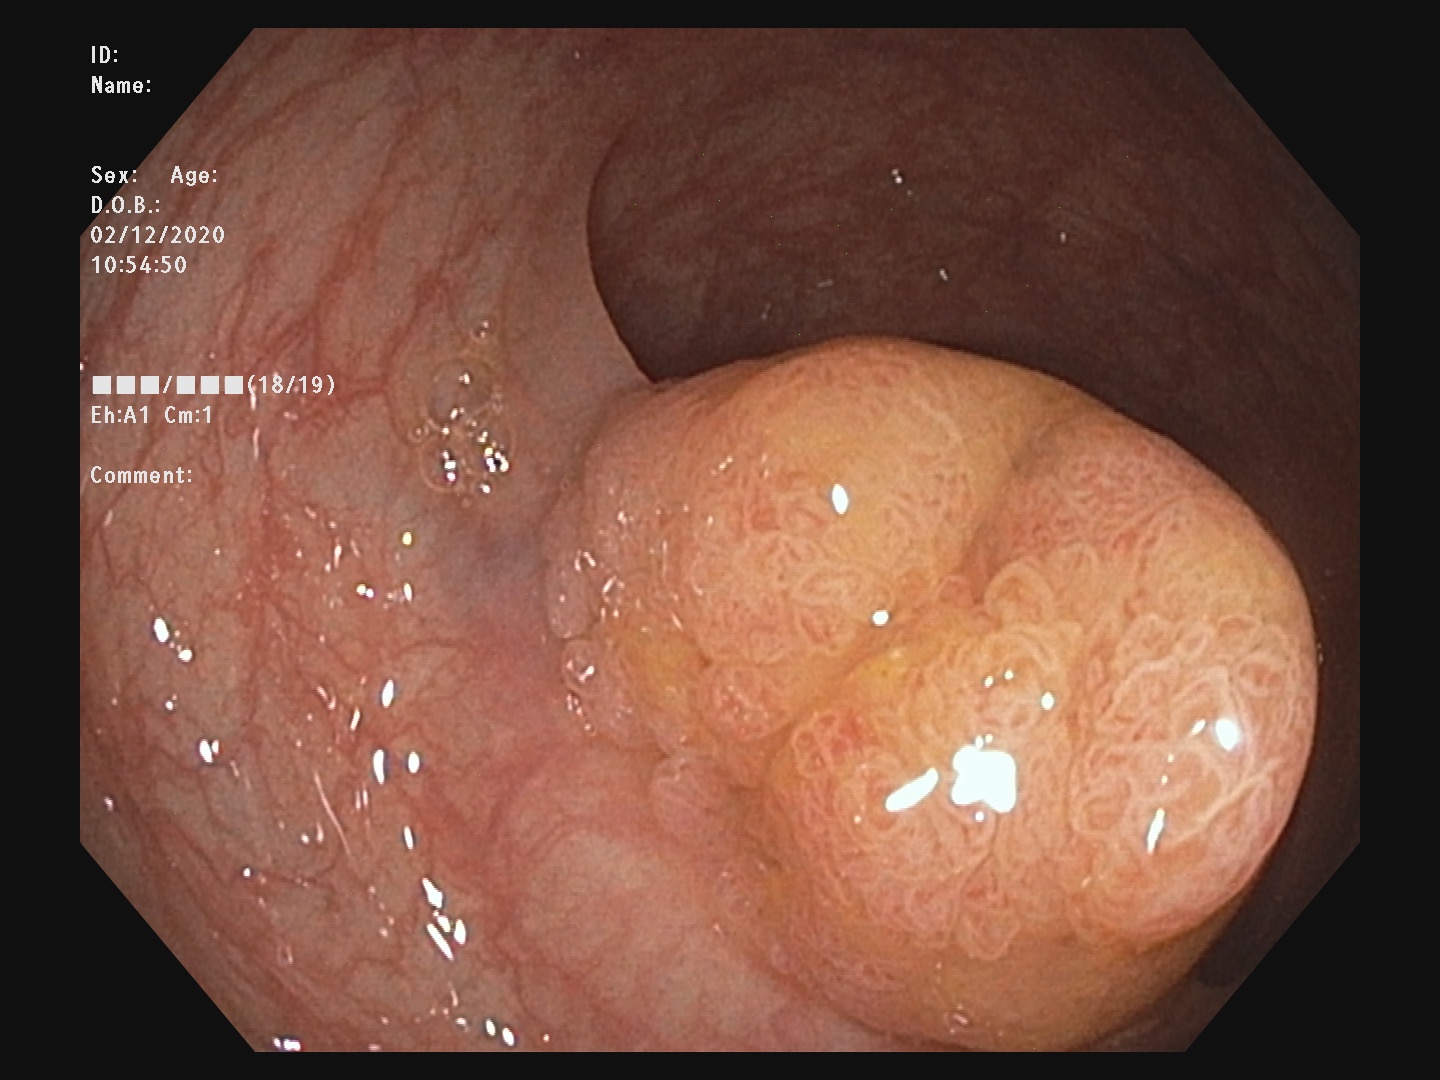 ID:
Name:
Sex: Age:
D.O.B.:
02/12/2020
10:54:50
■■■/■■■(18/19)
Eh:A1 Cm:1
Comment: